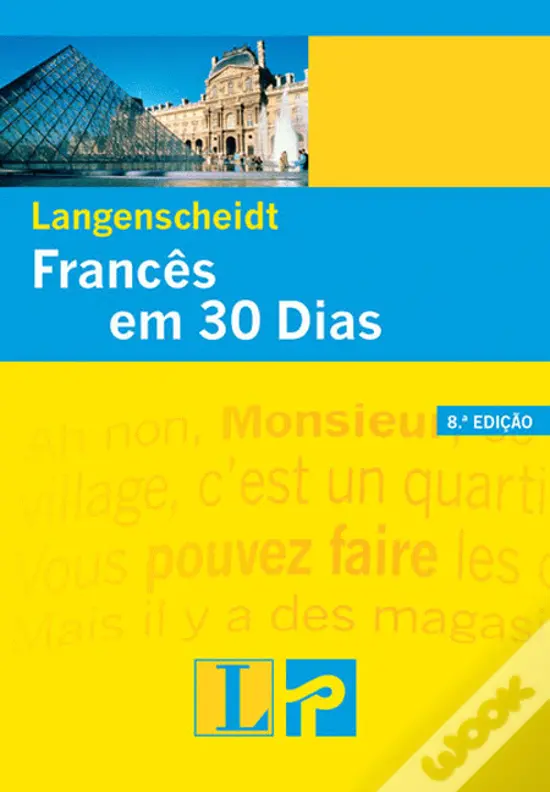 Langenscheidt
Francês
em 30 Dias
8.ª EDIÇÃO
Ah non, Monsieur,
village, c'est un quarti
Vous pouvez faire les
Mais il y a des magas
L
WOOK